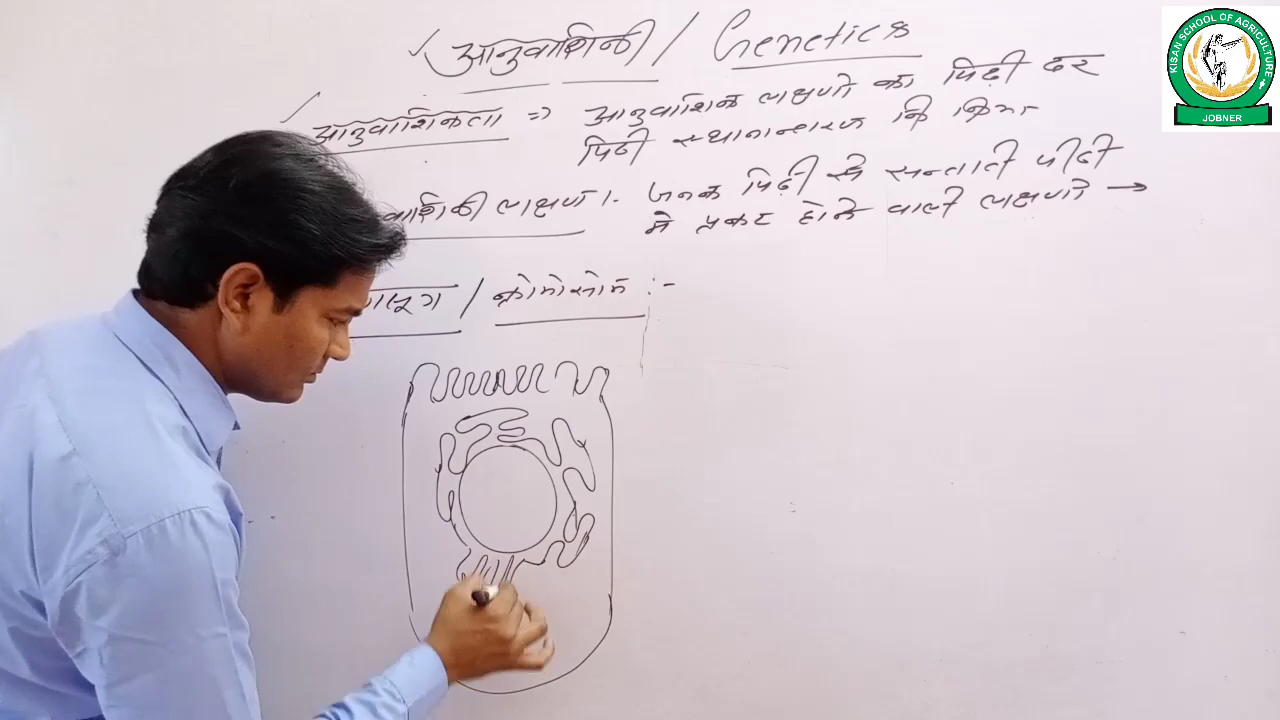 आनुवांशिकी / Genetics
आनुवांशिकता => आनुवांशिक लक्षणो का पिढी दर
पिढी स्थानान्तरण कि क्रिया
वांशिकी लक्षण :- जनक पिढी से सन्तती पीढी
मे प्रकट होने वाले लक्षणो →
/ क्रोमोसोम :-
KISAN SCHOOL OF AGRICULTURE
JOBNER